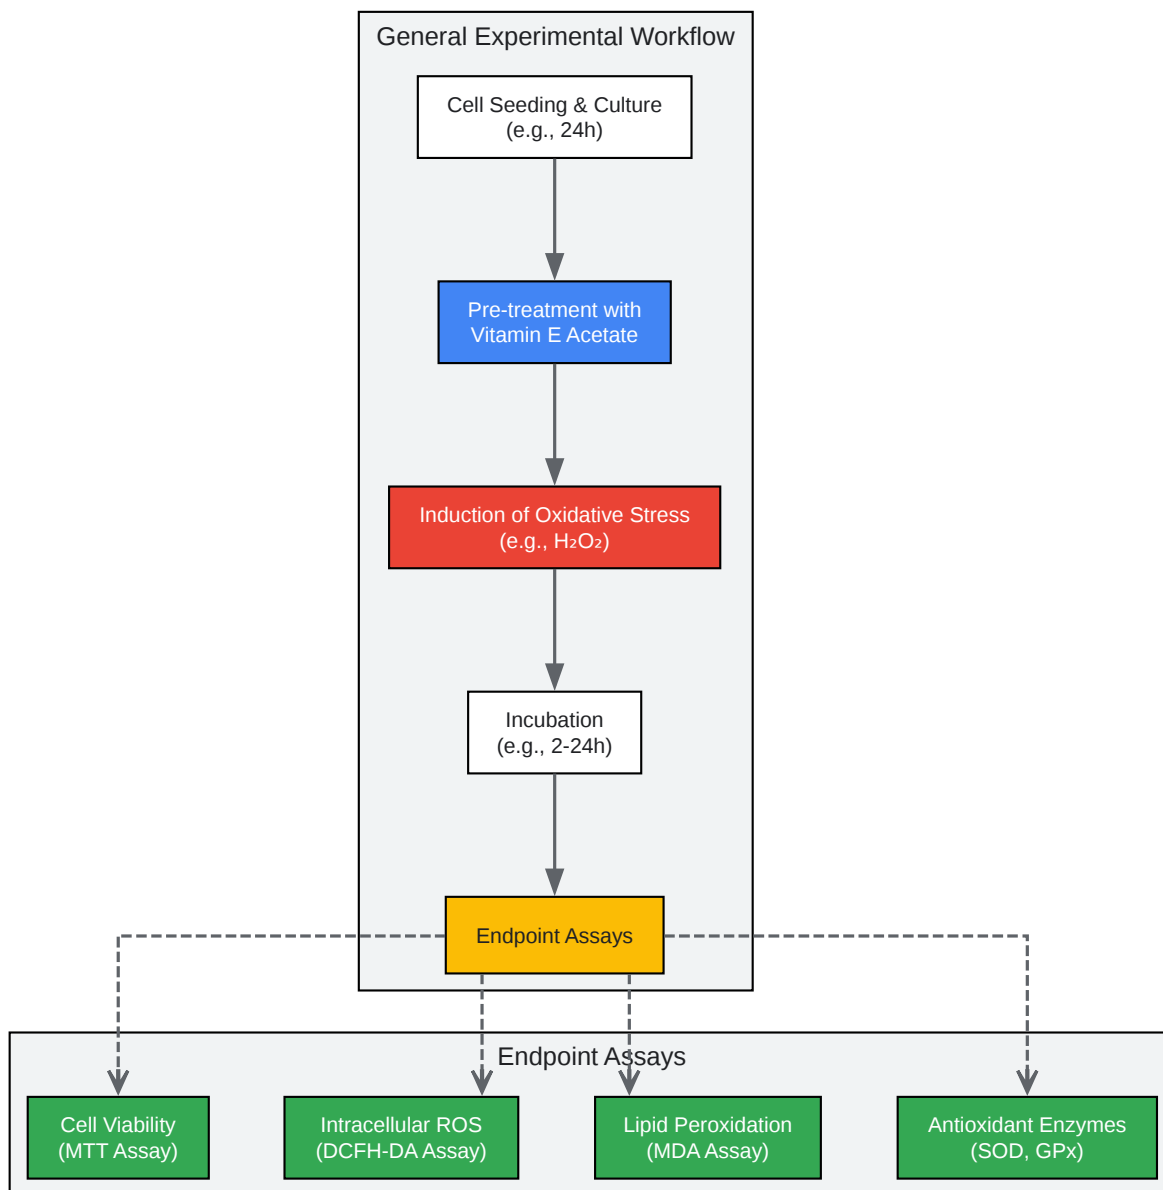 General Experimental Workflow
Cell Seeding & Culture
(e.g., 24h)
Pre-treatment with
Vitamin E Acetate
Induction of Oxidative Stress
(e.g., H₂O₂)
Incubation
(e.g., 2-24h)
Endpoint Assays
Endpoint Assays
Cell Viability
(MTT Assay)
Intracellular ROS
(DCFH-DA Assay)
Lipid Peroxidation
(MDA Assay)
Antioxidant Enzymes
(SOD, GPx)